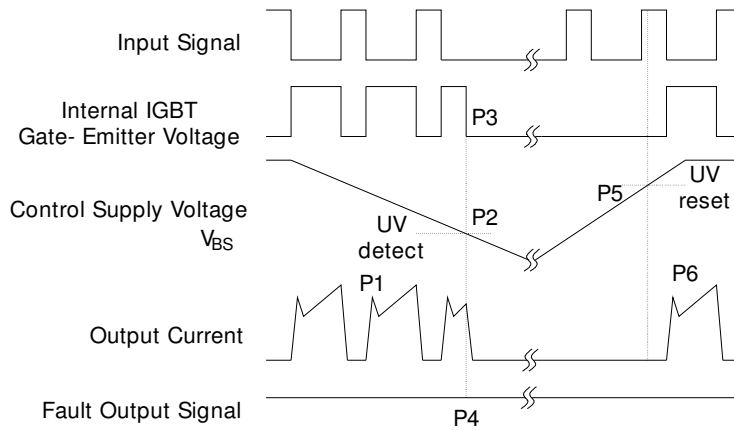 Input Signal
Internal IGBT
Gate- Emitter Voltage
P3
Control Supply Voltage
VBS
UV
detect
P2
P5
UV
reset
P1
P6
Output Current
Fault Output Signal
P4